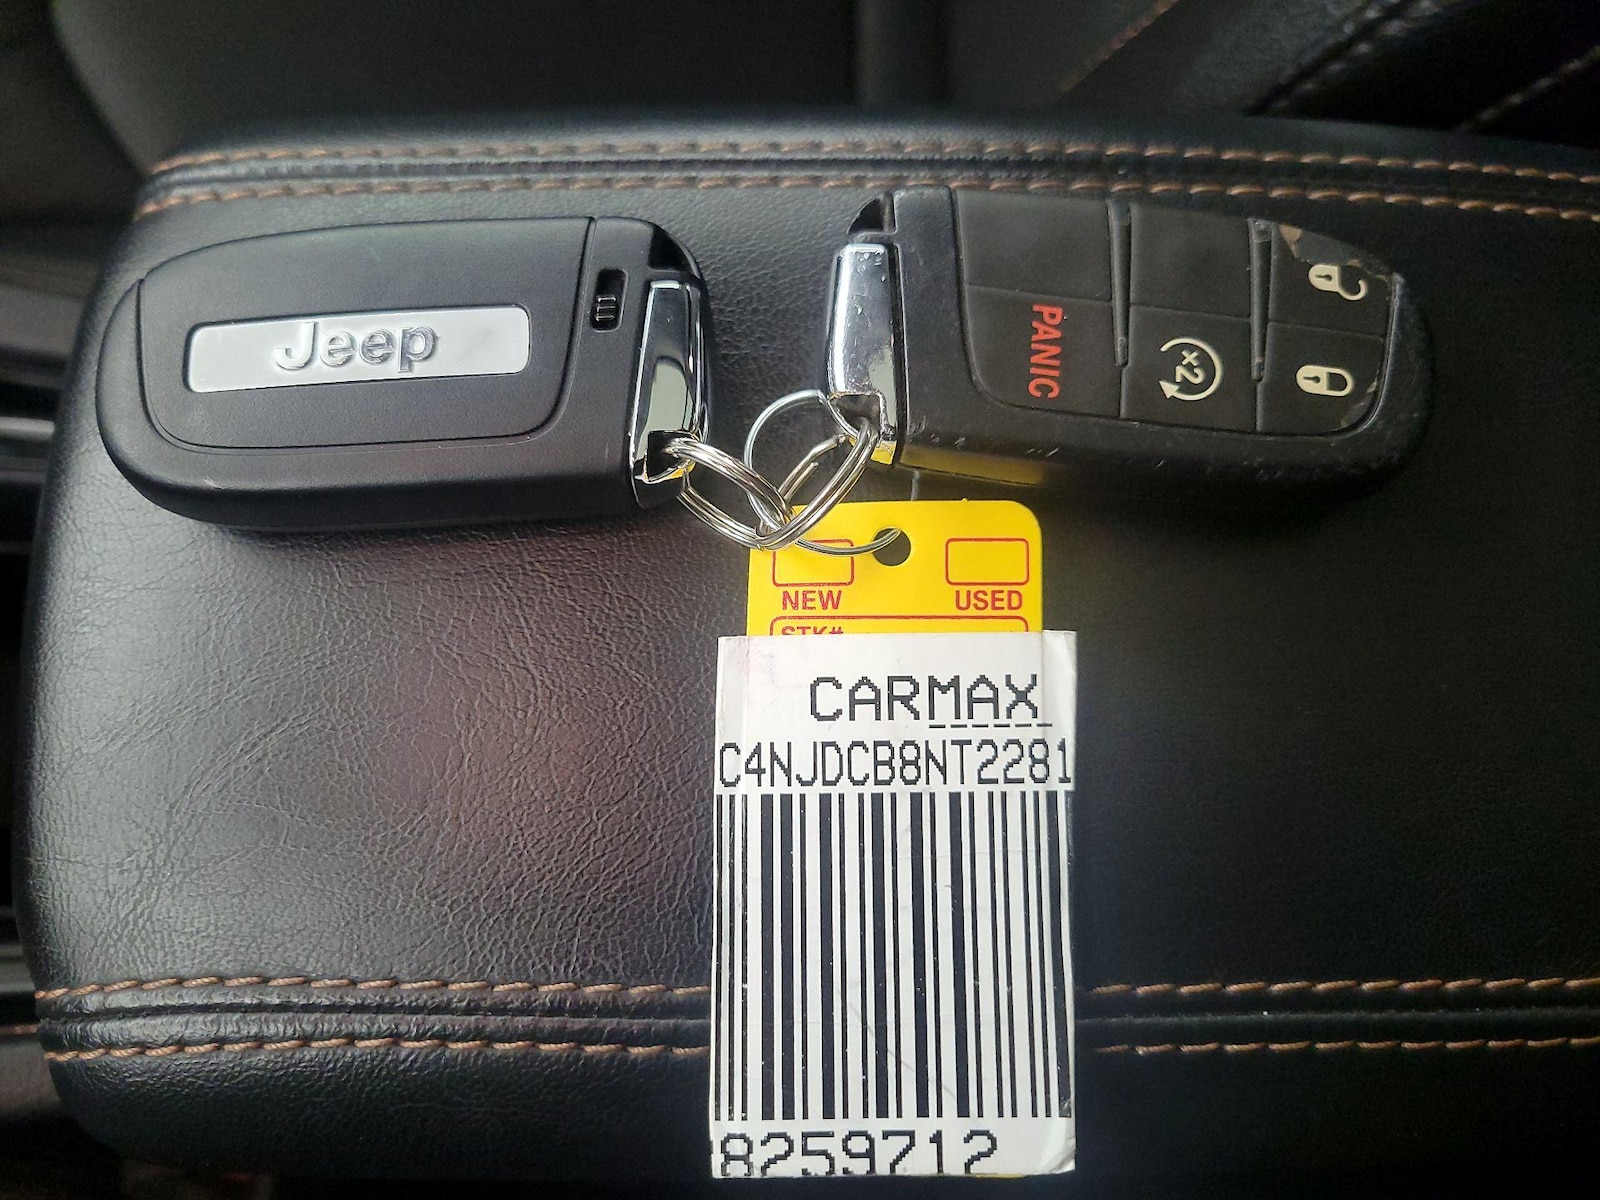 Jeep
PANIC
x2
NEW USED
STK#
CARMAX
C4NJDCB8NT2281
8259712